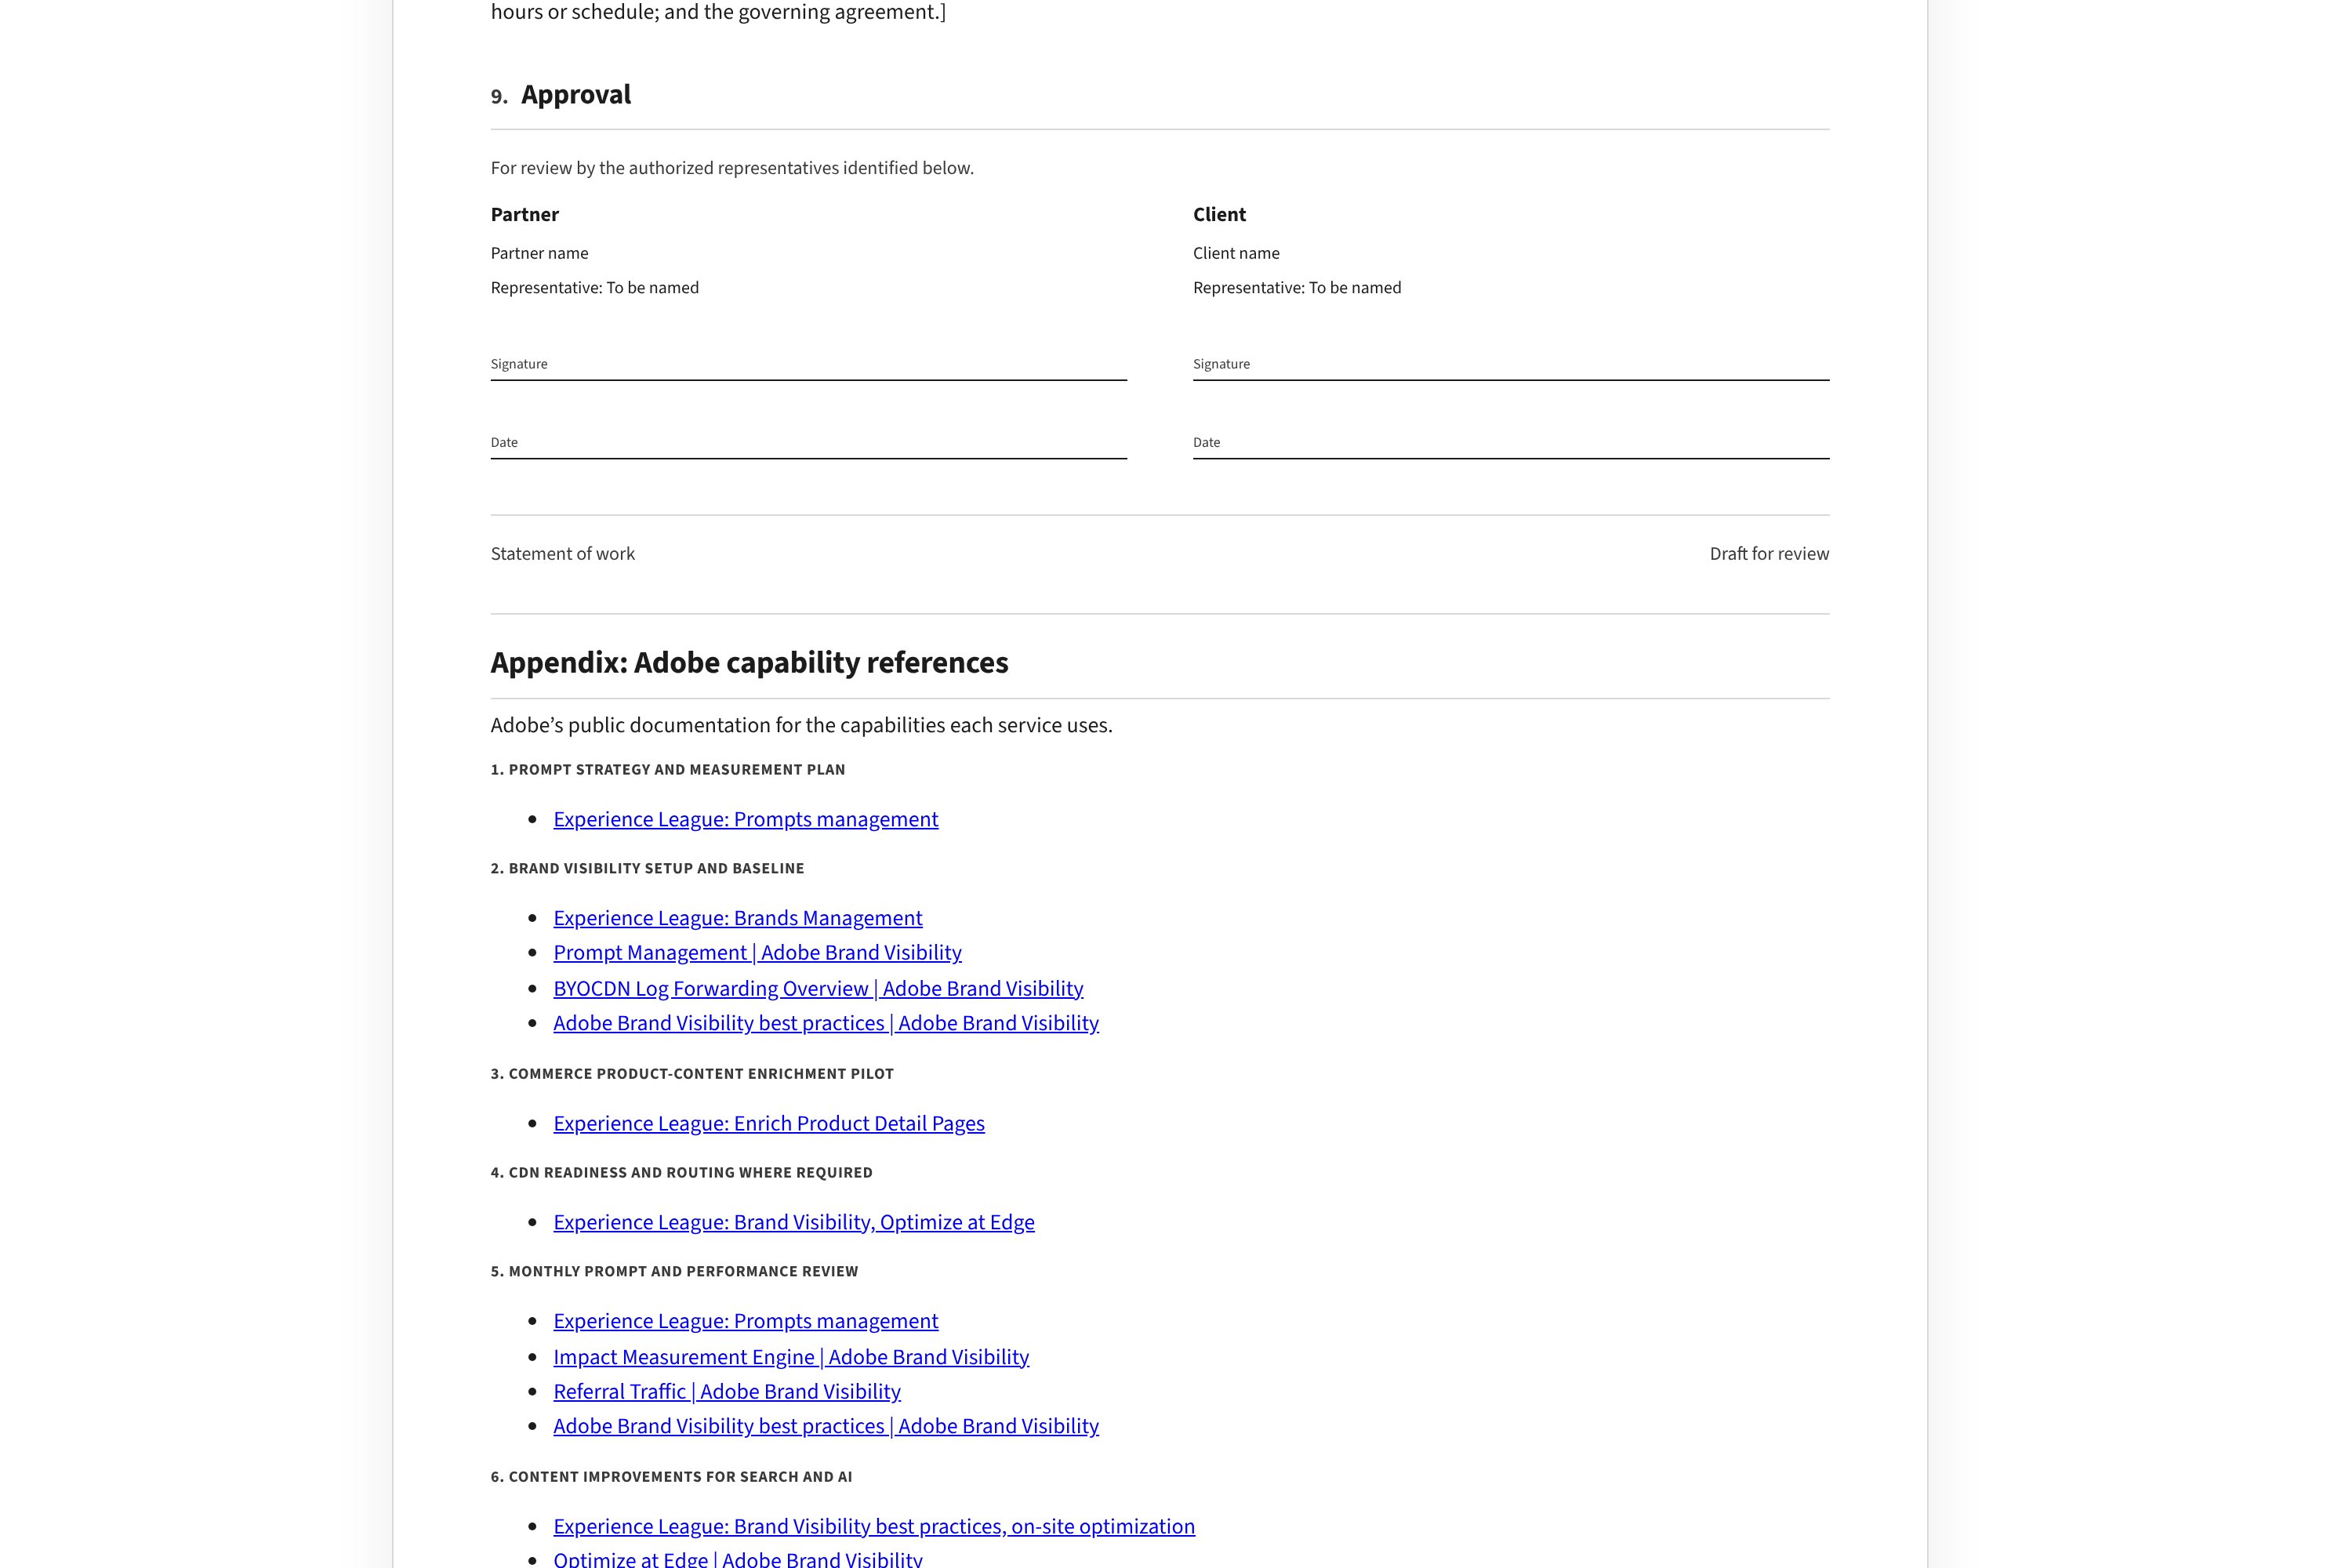 hours or schedule; and the governing agreement.]
9. Approval
For review by the authorized representatives identified below.
Partner
Partner name
Representative: To be named
Signature
Date
Client
Client name
Representative: To be named
Signature
Date
Statement of work
Draft for review
Appendix: Adobe capability references
Adobe’s public documentation for the capabilities each service uses.
1. PROMPT STRATEGY AND MEASUREMENT PLAN
Experience League: Prompts management
2. BRAND VISIBILITY SETUP AND BASELINE
Experience League: Brands Management
Prompt Management | Adobe Brand Visibility
BYOCDN Log Forwarding Overview | Adobe Brand Visibility
Adobe Brand Visibility best practices | Adobe Brand Visibility
3. COMMERCE PRODUCT-CONTENT ENRICHMENT PILOT
Experience League: Enrich Product Detail Pages
4. CDN READINESS AND ROUTING WHERE REQUIRED
Experience League: Brand Visibility, Optimize at Edge
5. MONTHLY PROMPT AND PERFORMANCE REVIEW
Experience League: Prompts management
Impact Measurement Engine | Adobe Brand Visibility
Referral Traffic | Adobe Brand Visibility
Adobe Brand Visibility best practices | Adobe Brand Visibility
6. CONTENT IMPROVEMENTS FOR SEARCH AND AI
Experience League: Brand Visibility best practices, on-site optimization
Optimize at Edge | Adobe Brand Visibility